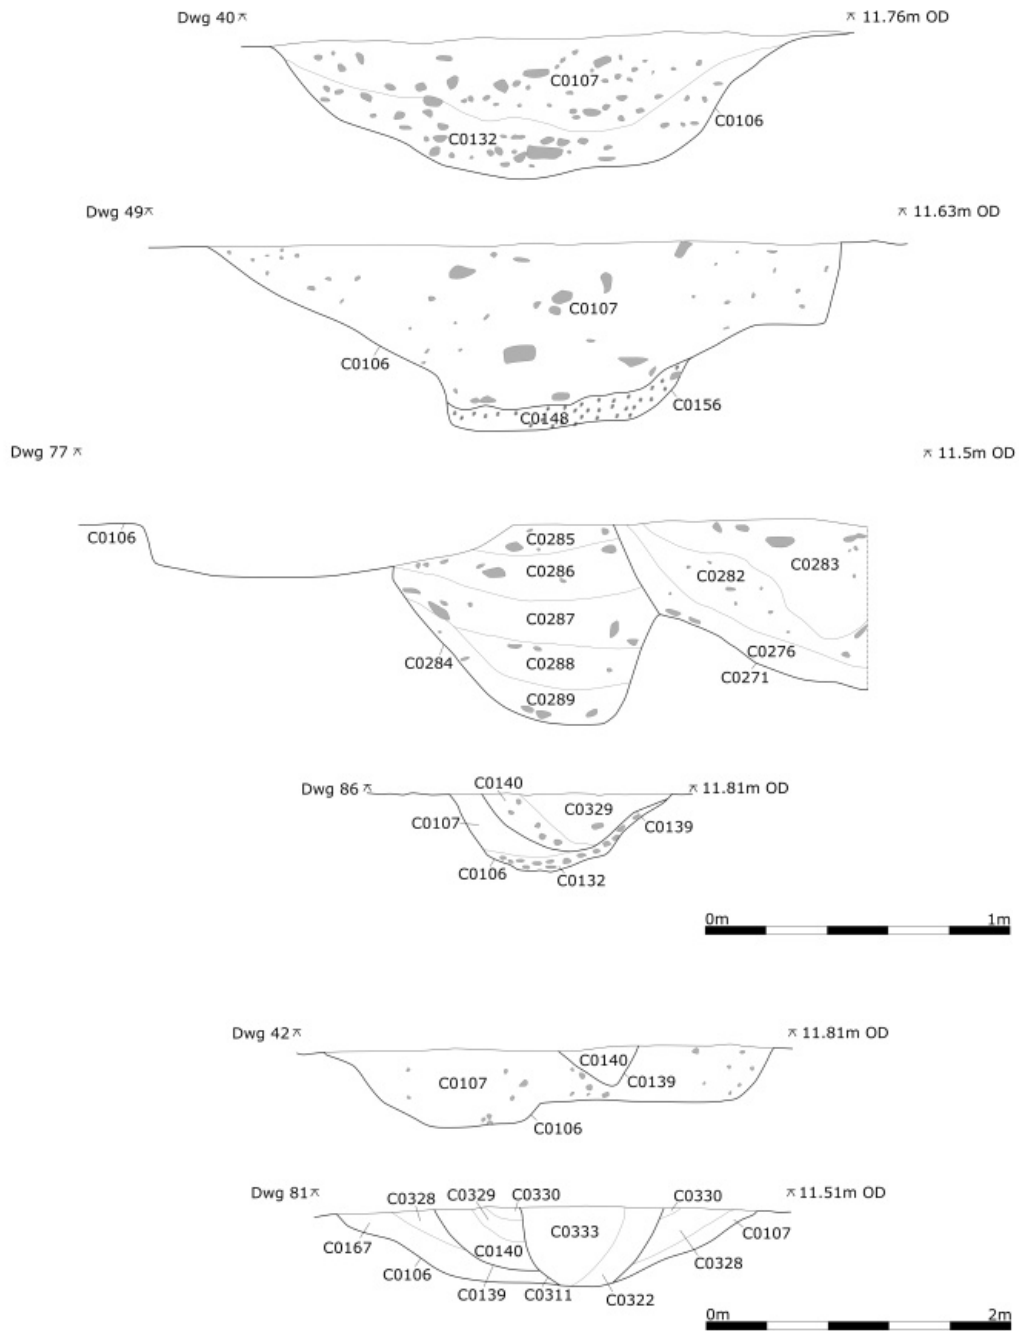 Dwg 40 11.76m OD
C0107
C0106
C0132
Dwg 49 11.63m OD
C0107
C0106
C0156
C0148
Dwg 77 11.5m OD
C0106
C0285
C0283
C0286
C0282
C0287
C0276
C0284
C0288
C0271
C0289
C0140
Dwg 86 11.81m OD
C0329
C0107
C0139
C0106
C0132
0m 1m
Dwg 42 11.81m OD
C0140
C0107
C0139
C0106
Dwg 81 11.51m OD
C0328 C0329 C0330 C0330
C0333
C0107
C0167
C0140
C0328
C0106
C0139 C0311
C0322
0m 2m